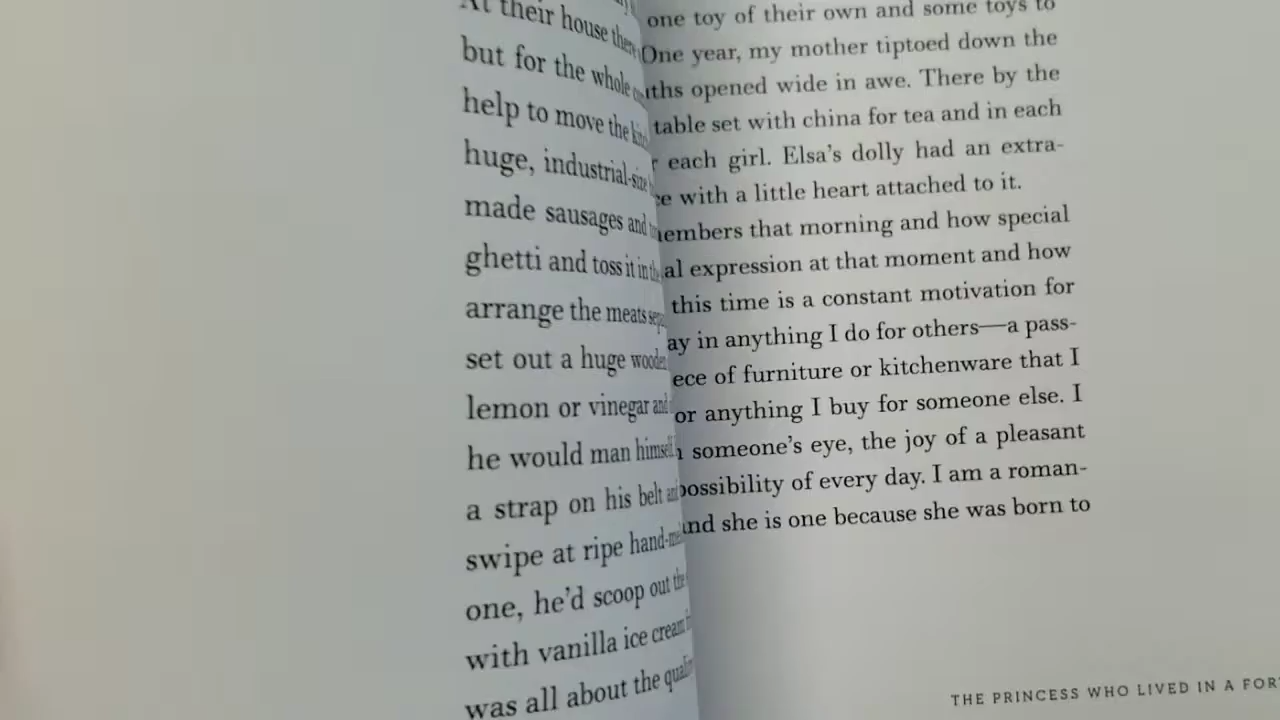 At their house
but for the whole
help to move the
huge, industrial-size
made sausages and
ghetti and toss it in
arrange the meats
set out a huge wooden
lemon or vinegar and
he would man himself
a strap on his belt
swipe at ripe
one, he'd scoop out the
with vanilla ice cream
was all about the
one toy of their own and some toys to
One year, my mother tiptoed down the
opened wide in awe. There by the
table set with china for tea and in each
each girl. Elsa's dolly had an extra-
with a little heart attached to it.
that morning and how special
expression at that moment and how
this time is a constant motivation for
in anything I do for others—a pass-
of furniture or kitchenware that I
or anything I buy for someone else. I
someone's eye, the joy of a pleasant
possibility of every day. I am a roman-
and she is one because she was born to
THE PRINCESS WHO LIVED IN A